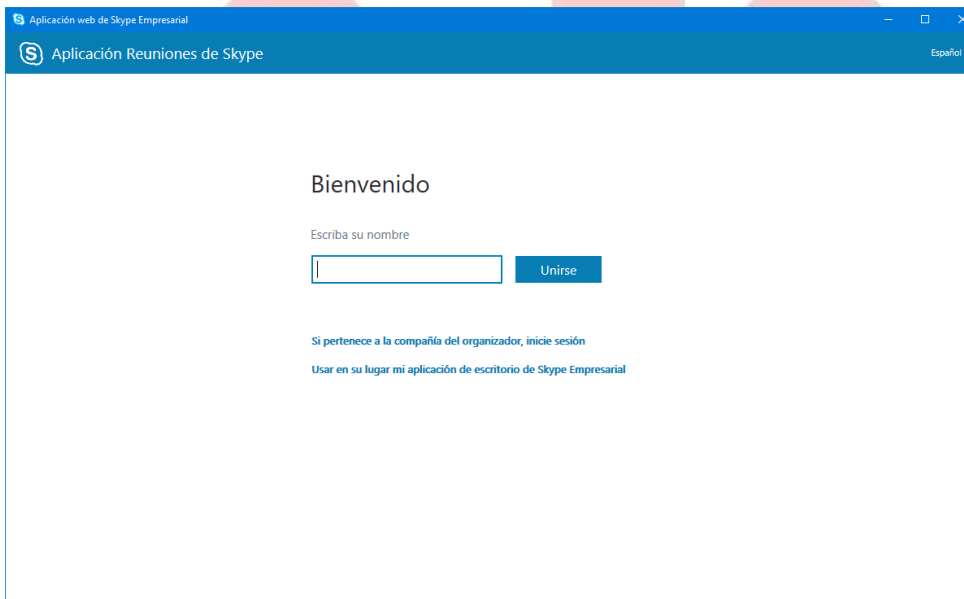 Aplicación web de Skype Empresarial
Aplicación Reuniones de Skype
Español
Bienvenido
Escriba su nombre
Unirse
Si pertenece a la compañía del organizador, inicie sesión
Usar en su lugar mi aplicación de escritorio de Skype Empresarial